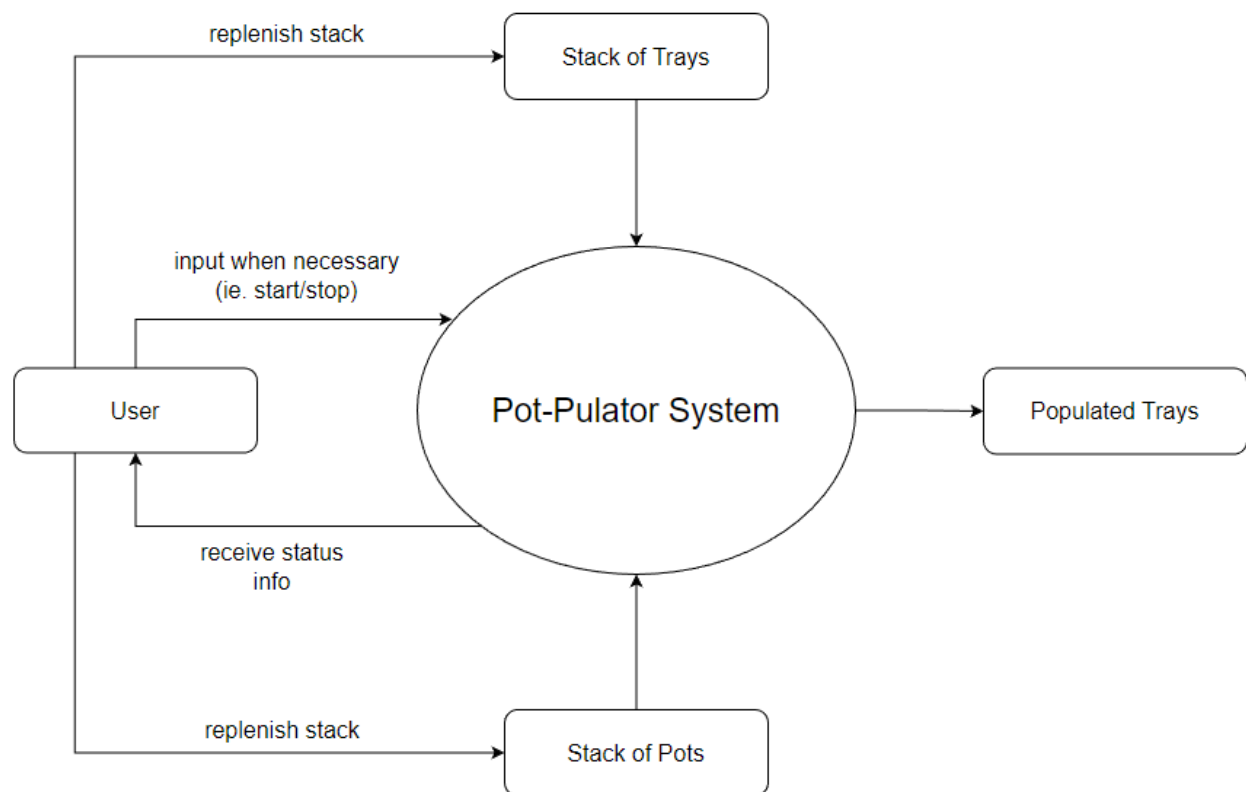 replenish stack
Stack of Trays
input when necessary
(ie. start/stop)
User
Pot-Pulator System
Populated Trays
receive status
info
replenish stack
Stack of Pots